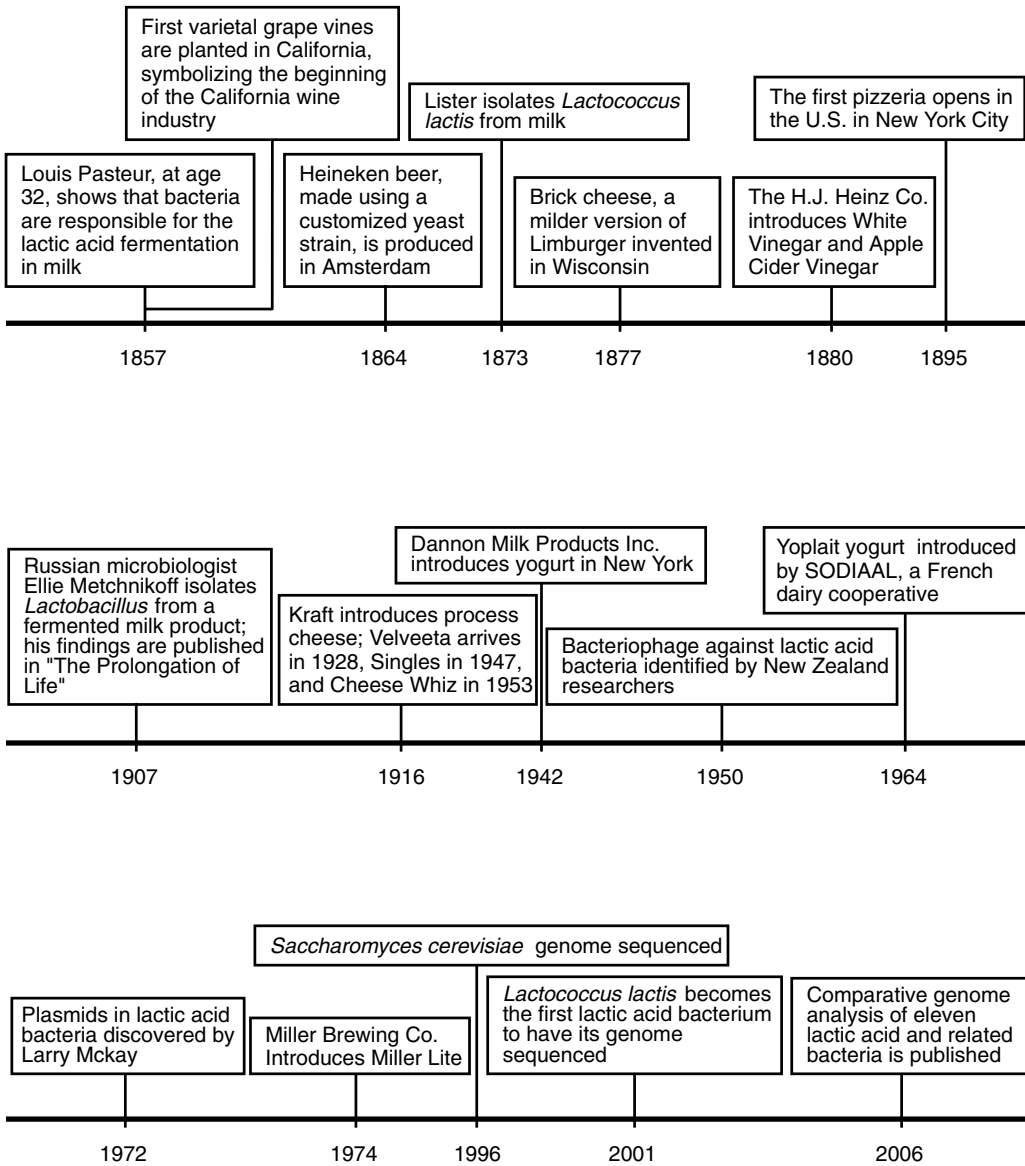 First varietal grape vines
are planted in California,
symbolizing the beginning
of the California wine
industry
Lister isolates Lactococcus
lactis from milk
The first pizzeria opens in
the U.S. in New York City
Louis Pasteur, at age
32, shows that bacteria
are responsible for the
lactic acid fermentation
in milk
Heineken beer,
made using a
customized yeast
strain, is produced
in Amsterdam
Brick cheese, a
milder version of
Limburger invented
in Wisconsin
The H.J. Heinz Co.
introduces White
Vinegar and Apple
Cider Vinegar
1857
1864
1873
1877
1880
1895
Russian microbiologist
Ellie Metchnikoff isolates
Lactobacillus from a
fermented milk product;
his findings are published
in "The Prolongation of
Life"
Kraft introduces process
cheese; Velveeta arrives
in 1928, Singles in 1947,
and Cheese Whiz in 1953
Dannon Milk Products Inc.
introduces yogurt in New York
Bacteriophage against lactic acid
bacteria identified by New Zealand
researchers
Yoplait yogurt introduced
by SODIAAL, a French
dairy cooperative
1907
1916
1942
1950
1964
Saccharomyces cerevisiae genome sequenced
Plasmids in lactic acid
bacteria discovered by
Larry Mckay
Miller Brewing Co.
Introduces Miller Lite
Lactococcus lactis becomes
the first lactic acid bacterium
to have its genome
sequenced
Comparative genome
analysis of eleven
lactic acid and related
bacteria is published
1972
1974
1996
2001
2006